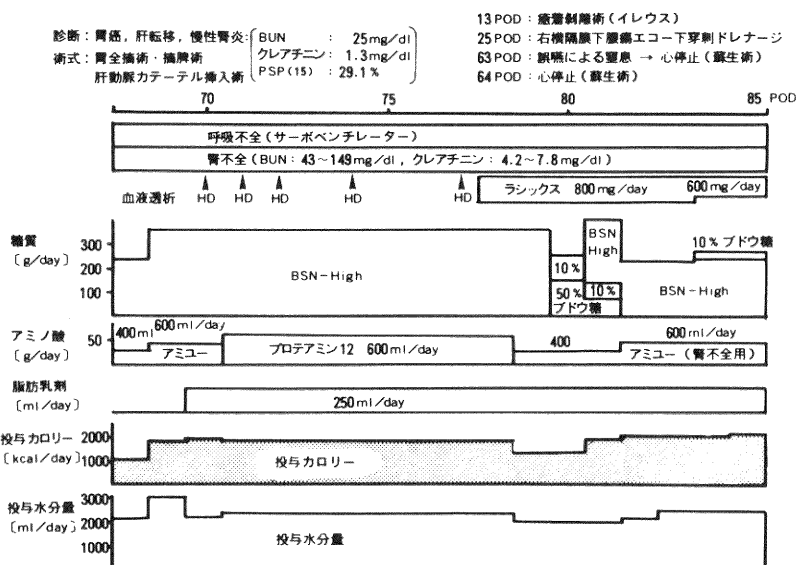 診断：胃癌，肝転移，慢性腎炎：
BUN 25mg/dl
クレアチニン：1.3mg/dl
PSP(15)：29.1%
術式：胃全摘術・摘脾術
肝動脈カテーテル挿入術
13 POD：癒着剝離術（イレウス）
25 POD：右横隔膜下膿瘍エコー下穿刺ドレナージ
63 POD：誤嚥による窒息 → 心停止（蘇生術）
64 POD：心停止（蘇生術）
70 75 80 85 POD
呼吸不全（サーボベンチレーター）
腎不全（BUN：43〜149mg/dl，クレアチニン：4.2〜7.8mg/dl）
血液透析 HD HD HD HD HD
ラシックス 800mg/day 600mg/day
糖質
〔g/day〕
300
200
100
BSN-High
10%
50%
ブドウ糖
BSN
High
10%
10% ブドウ糖
BSN-High
アミノ酸
〔g/day〕
50
400ml 600ml/day
アミユー
プロテアミン12 600ml/day
400
600ml/day
アミユー（腎不全用）
脂肪乳剤
〔ml/day〕
250ml/day
投与カロリー
〔kcal/day〕
2000
1000
投与カロリー
投与水分量
〔ml/day〕
3000
2000
1000
投与水分量